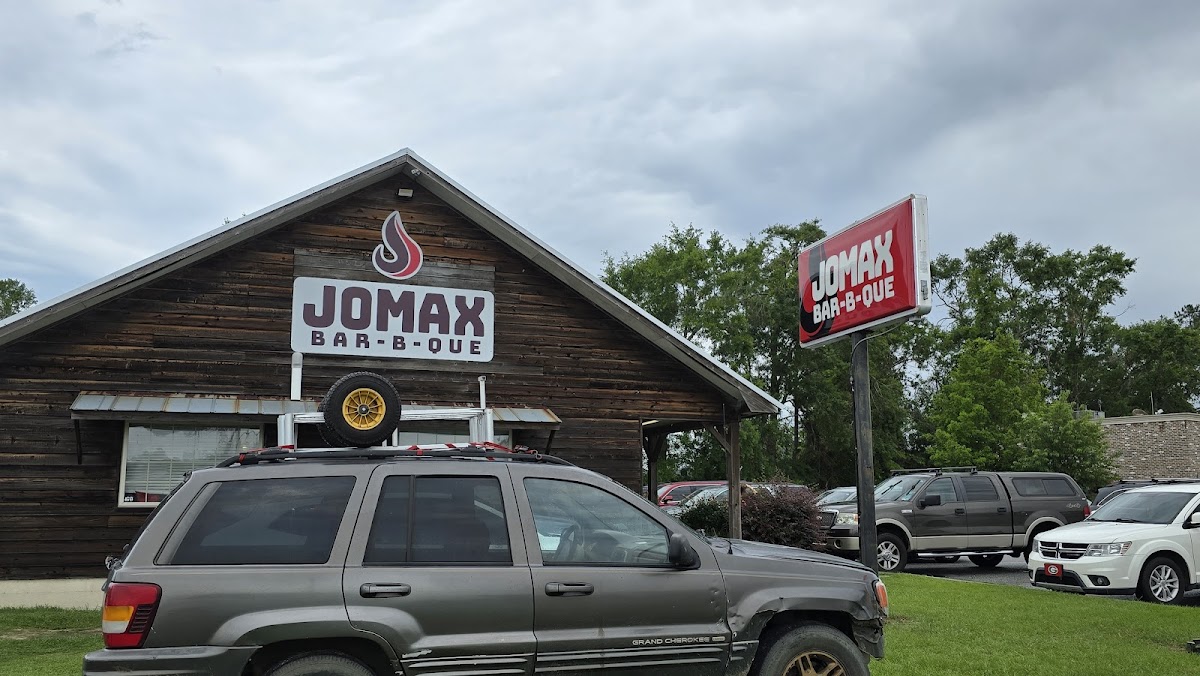 JOMAX
BAR-B-QUE
JOMAX
BAR-B-QUE
GRAND CHEROKEE
G